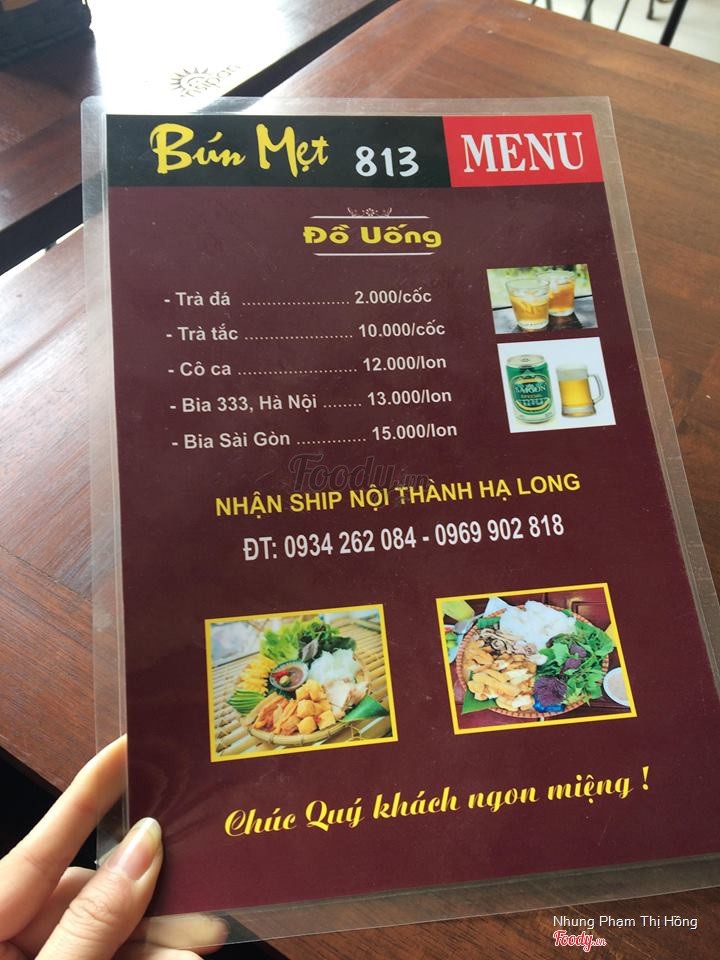 Bún Mẹt 813 MENU
Đồ Uống
- Trà đá ..................... 2.000/cốc
- Trà tắc ..................... 10.000/cốc
- Cô ca ....................... 12.000/lon
- Bia 333, Hà Nội ........ 13.000/lon
- Bia Sài Gòn .............. 15.000/lon
Foody.vn
NHẬN SHIP NỘI THÀNH HẠ LONG
ĐT: 0934 262 084 - 0969 902 818
Chúc Quý khách ngon miệng !
Nhung Phạm Thị Hồng
Foody.vn